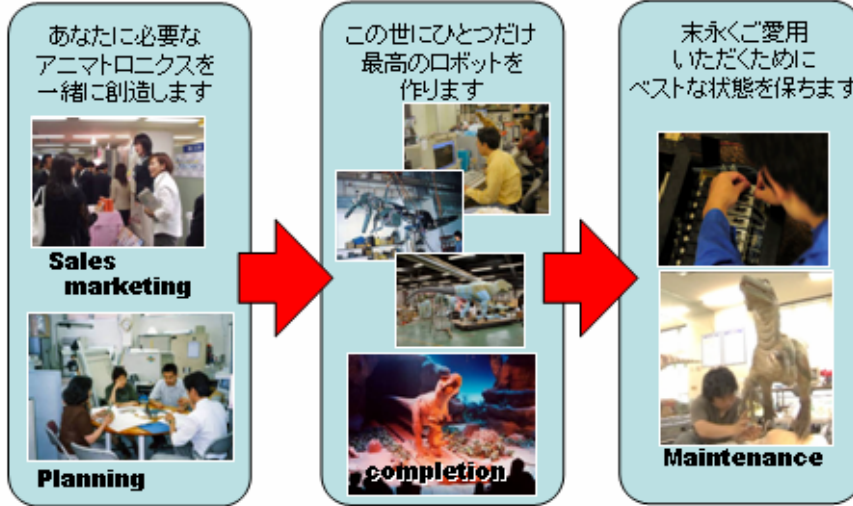 あなたに必要な
アニマトロニクスを
一緒に創造します
Sales
marketing
Planning
この世にひとつだけ
最高のロボットを
作ります
completion
末永くご愛用
いただくために
ベストな状態を保ちます
Maintenance